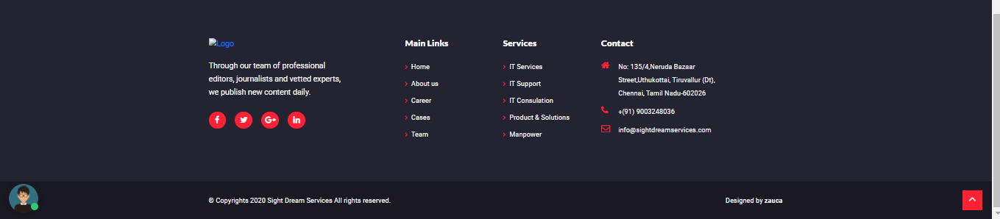 Logo
Through our team of professional
editors, journalists and vetted experts,
we publish new content daily.
Main Links
Home
About us
Career
Cases
Team
Services
IT Services
IT Support
IT Consulation
Product & Solutions
Manpower
Contact
No: 135/4,Neruda Bazaar
Street,Uthukottai, Tiruvallur (Dt),
Chennai, Tamil Nadu-602026
+(91) 9003248036
info@sightdreamservices.com
© Copyrights 2020 Sight Dream Services All rights reserved.
Designed by zauca